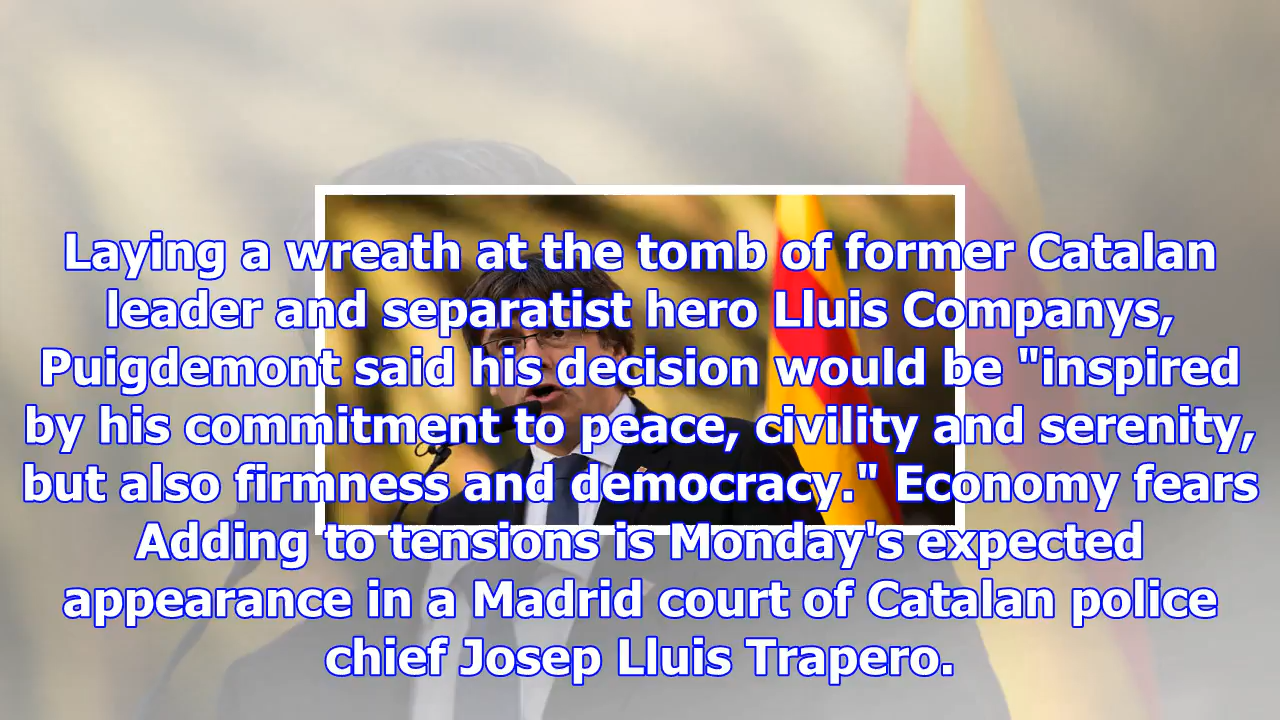 Laying a wreath at the tomb of former Catalan
leader and separatist hero Lluis Companys,
Puigdemont said his decision would be "inspired
by his commitment to peace, civility and serenity,
but also firmness and democracy." Economy fears
Adding to tensions is Monday's expected
appearance in a Madrid court of Catalan police
chief Josep Lluis Trapero.